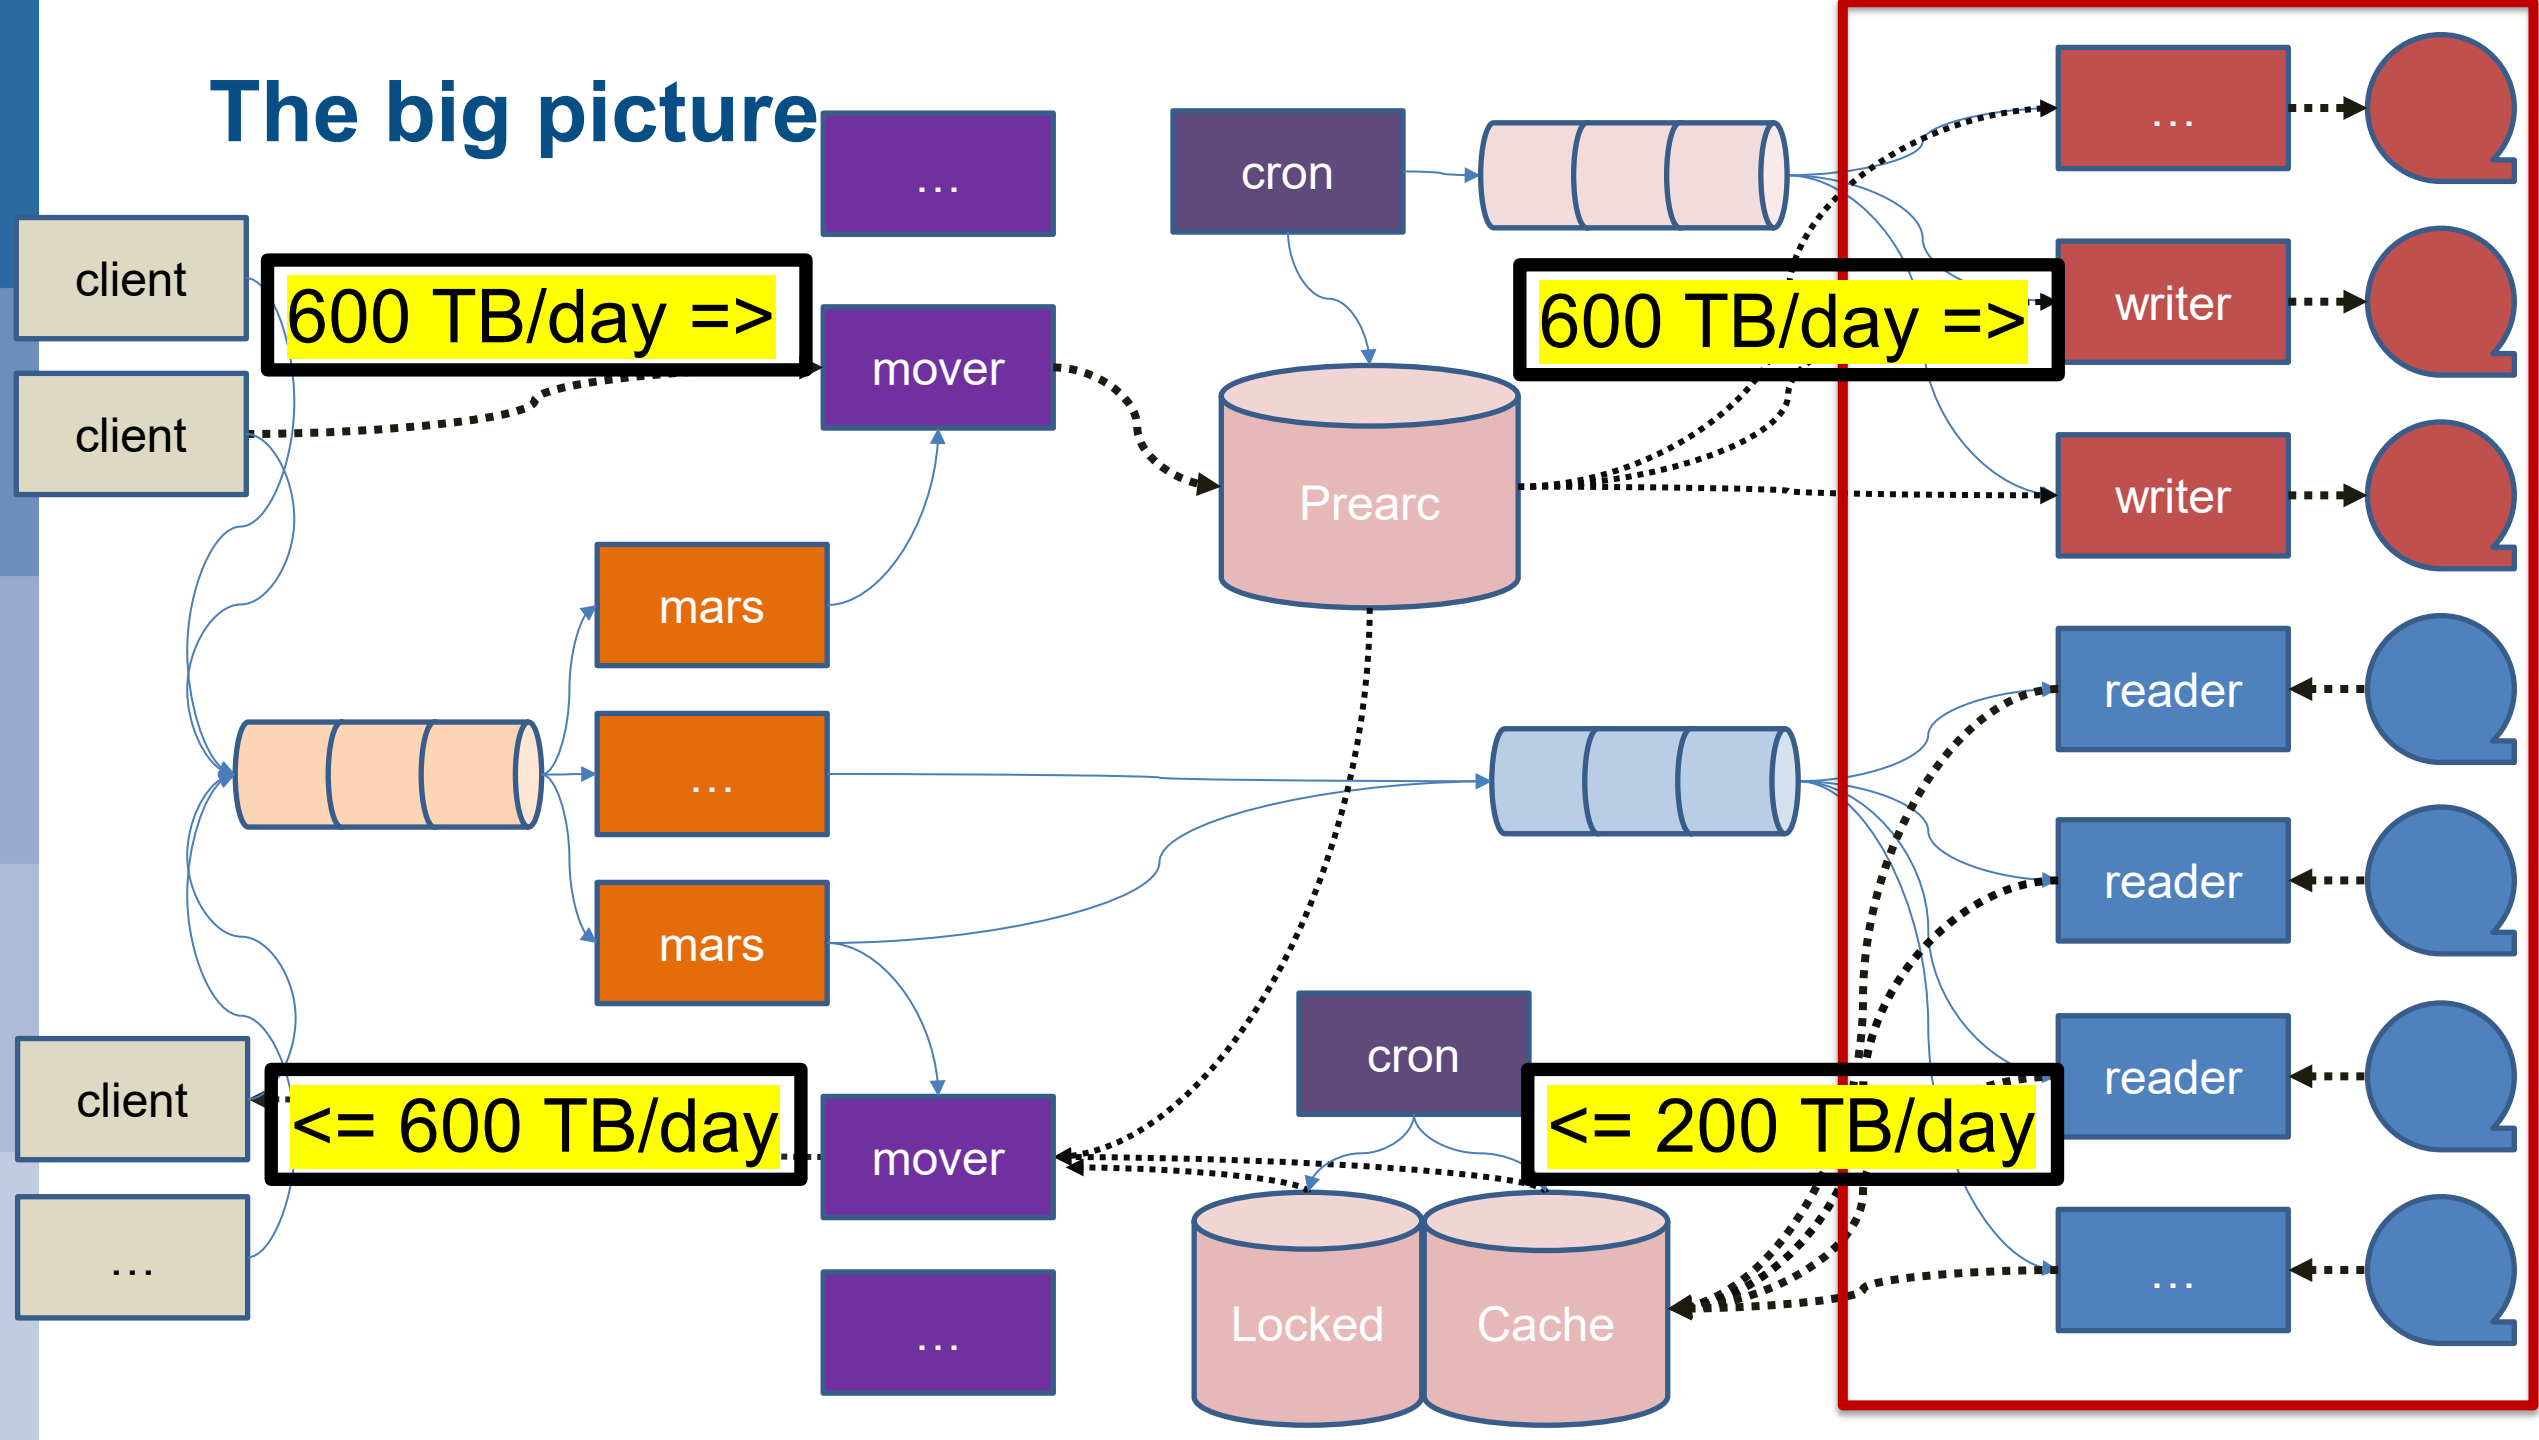 The big picture
…
cron
…
client
600 TB/day =>
600 TB/day =>
writer
mover
client
Prearc
writer
mars
reader
…
reader
mars
cron
reader
client
<= 600 TB/day
<= 200 TB/day
mover
…
…
Locked
Cache
…